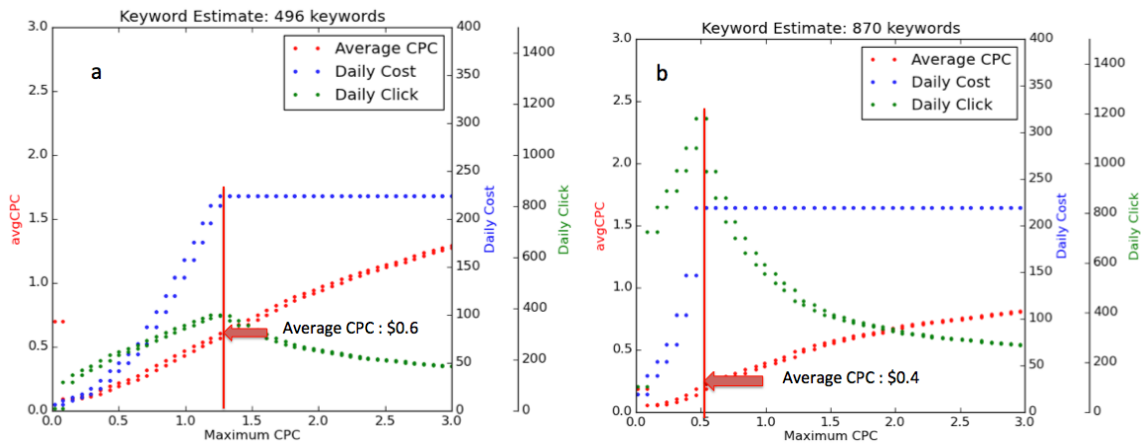 Keyword Estimate: 496 keywords
a
Average CPC
Daily Cost
Daily Click
3.0
2.5
2.0
1.5
1.0
0.5
0.0
avgCPC
400
350
300
250
200
150
100
50
0
Daily Cost
1400
1200
1000
800
600
400
200
0
Daily Click
Average CPC : $0.6
0.0 0.5 1.0 1.5 2.0 2.5 3.0
Maximum CPC
Keyword Estimate: 870 keywords
b
Average CPC
Daily Cost
Daily Click
3.0
2.5
2.0
1.5
1.0
0.5
0.0
avgCPC
400
350
300
250
200
150
100
50
0
Daily Cost
1400
1200
1000
800
600
400
200
0
Daily Click
Average CPC : $0.4
0.0 0.5 1.0 1.5 2.0 2.5 3.0
Maximum CPC